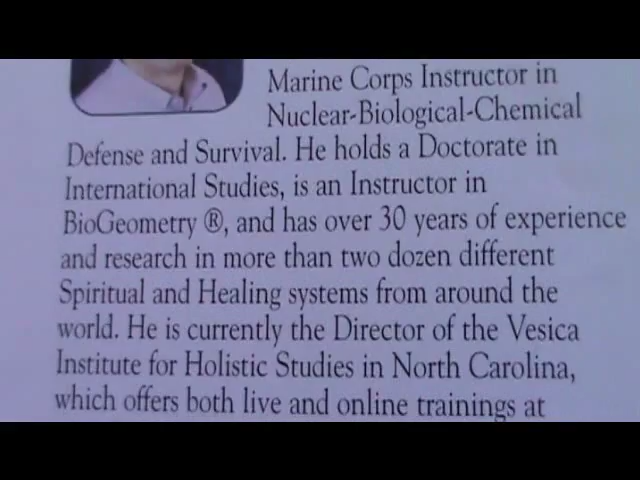 Marine Corps Instructor in
Nuclear-Biological-Chemical
Defense and Survival. He holds a Doctorate in
International Studies, is an Instructor in
BioGeometry ®, and has over 30 years of experience
and research in more than two dozen different
Spiritual and Healing systems from around the
world. He is currently the Director of the Vesica
Institute for Holistic Studies in North Carolina,
which offers both live and online trainings at